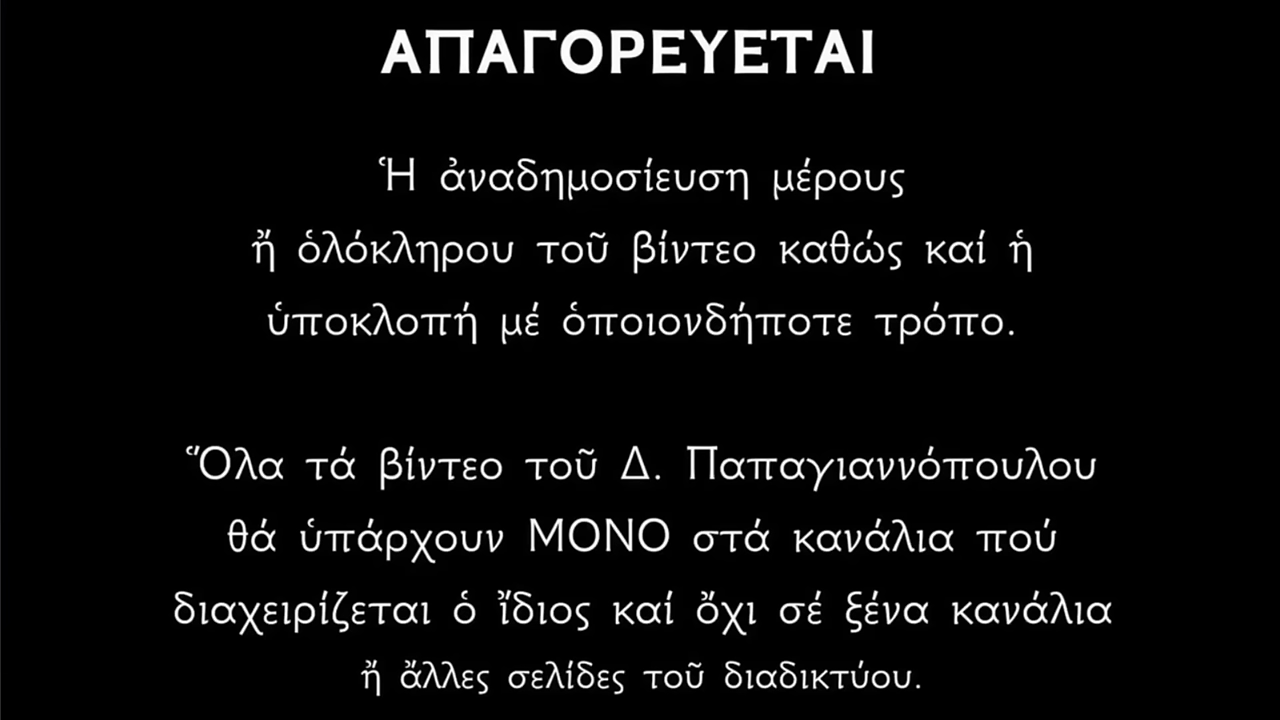 ΑΠΑΓΟΡΕΥΕΤΑΙ
Ἡ ἀναδημοσίευση μέρους
ἤ ὁλόκληρου τοῦ βίντεο καθώς καί ἡ
ὑποκλοπή μέ ὁποιονδήποτε τρόπο.
Ὅλα τά βίντεο τοῦ Δ. Παπαγιαννόπουλου
θά ὑπάρχουν ΜΟΝΟ στά κανάλια πού
διαχειρίζεται ὁ ἴδιος καί ὄχι σέ ξένα κανάλια
ἤ ἄλλες σελίδες τοῦ διαδικτύου.